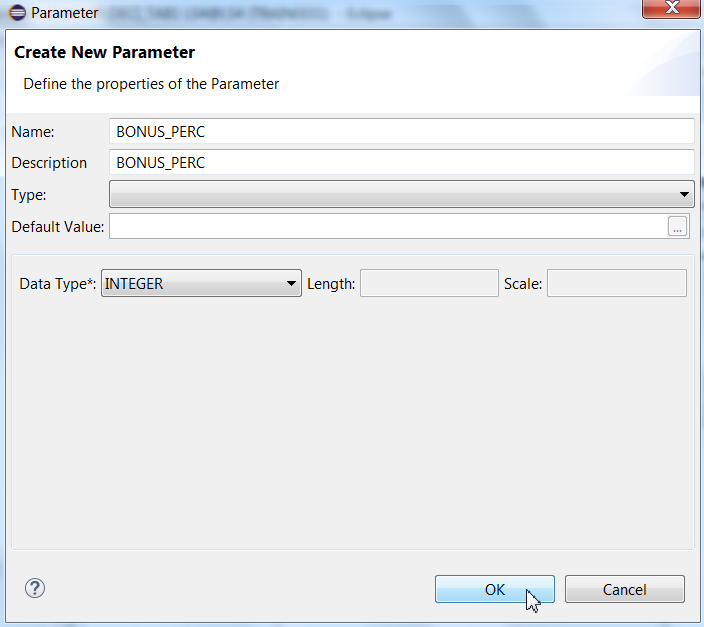 Parameter
Eclipse
Create New Parameter
Define the properties of the Parameter
Name: BONUS_PERC
Description BONUS_PERC
Type:
Default Value: ...
Data Type*: INTEGER Length: Scale:
OK Cancel